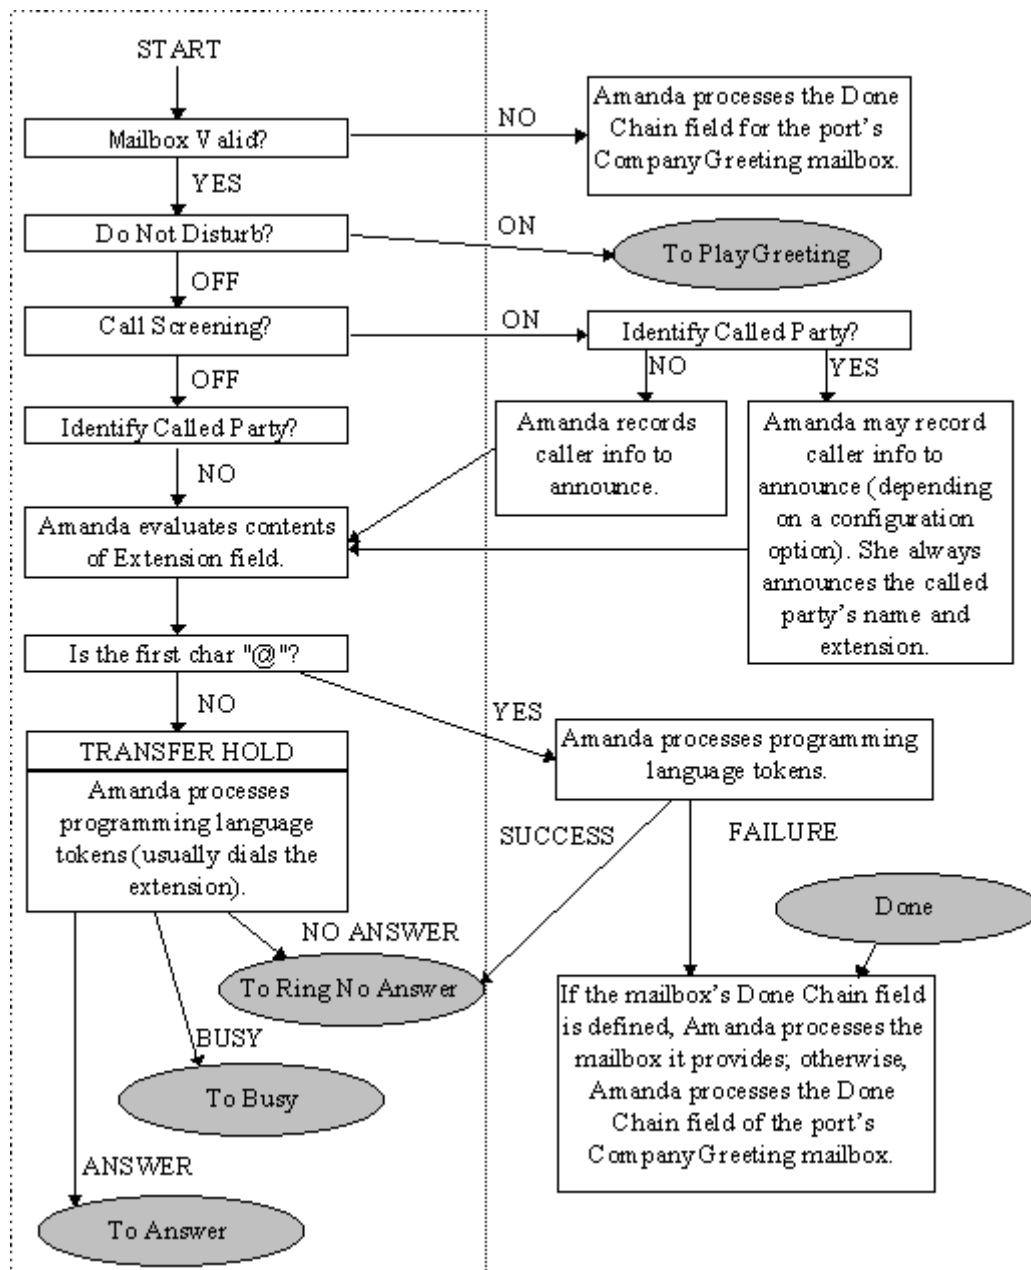 START
Mailbox Valid?
NO
Amanda processes the Done
Chain field for the port's
Company Greeting mailbox.
YES
Do Not Disturb?
ON
To Play Greeting
OFF
Call Screening?
ON
Identify Called Party?
OFF
NO
YES
Identify Called Party?
Amanda records
caller info to
announce.
Amanda may record
caller info to
announce (depending
on a configuration
option). She always
announces the called
party's name and
extension.
NO
Amanda evaluates contents
of Extension field.
Is the first char "@"?
NO
YES
Amanda processes programming
language tokens.
TRANSFER HOLD
Amanda processes
programming language
tokens (usually dials the
extension).
SUCCESS
FAILURE
Done
NO ANSWER
To Ring No Answer
If the mailbox's Done Chain field
is defined, Amanda processes the
mailbox it provides; otherwise,
Amanda processes the Done
Chain field of the port's
Company Greeting mailbox.
BUSY
To Busy
ANSWER
To Answer